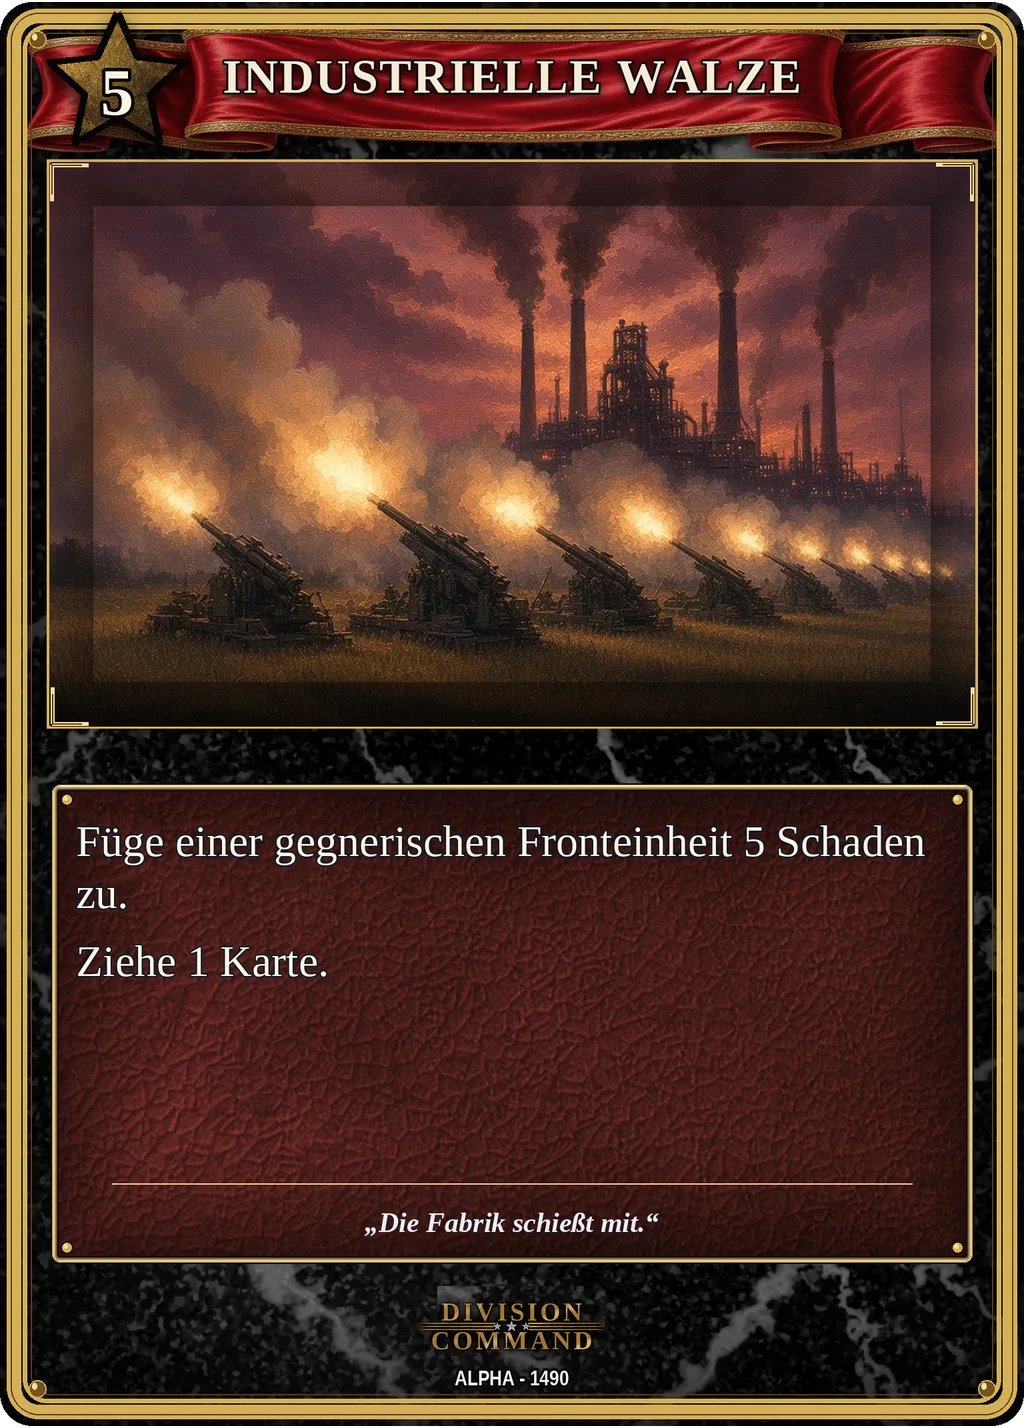 5
INDUSTRIELLE WALZE
Füge einer gegnerischen Fronteinheit 5 Schaden
zu.
Ziehe 1 Karte.
„Die Fabrik schießt mit.“
DIVISION
COMMAND
ALPHA - 1490